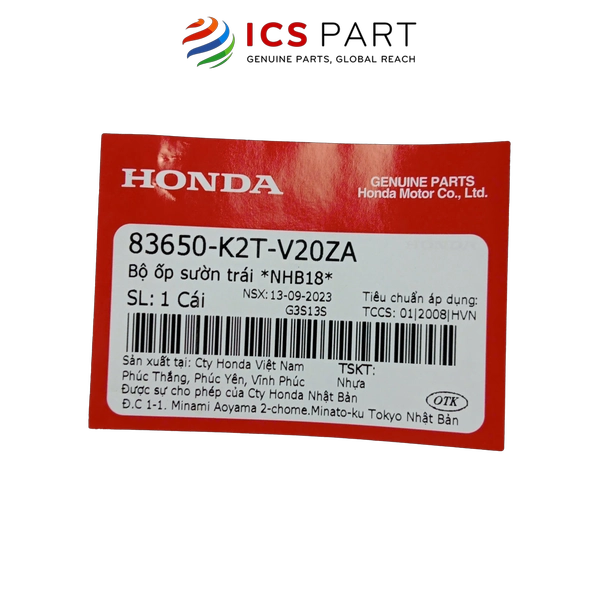 ICS PART
GENUINE PARTS, GLOBAL REACH
HONDA
GENUINE PARTS
Honda Motor Co., Ltd.
83650-K2T-V20ZA
Bộ ốp sườn trái *NHB18*
SL: 1 Cái
NSX: 13-09-2023
G3S13S
Tiêu chuẩn áp dụng:
TCCS: 01|2008|HVN
Sản xuất tại: Cty Honda Việt Nam
Phúc Thắng, Phúc Yên, Vĩnh Phúc
TSKT:
Nhựa
Được sự cho phép của Cty Honda Nhật Bản
Đ.C 1-1. Minami Aoyama 2-chome.Minato-ku Tokyo Nhật Bản
OTK